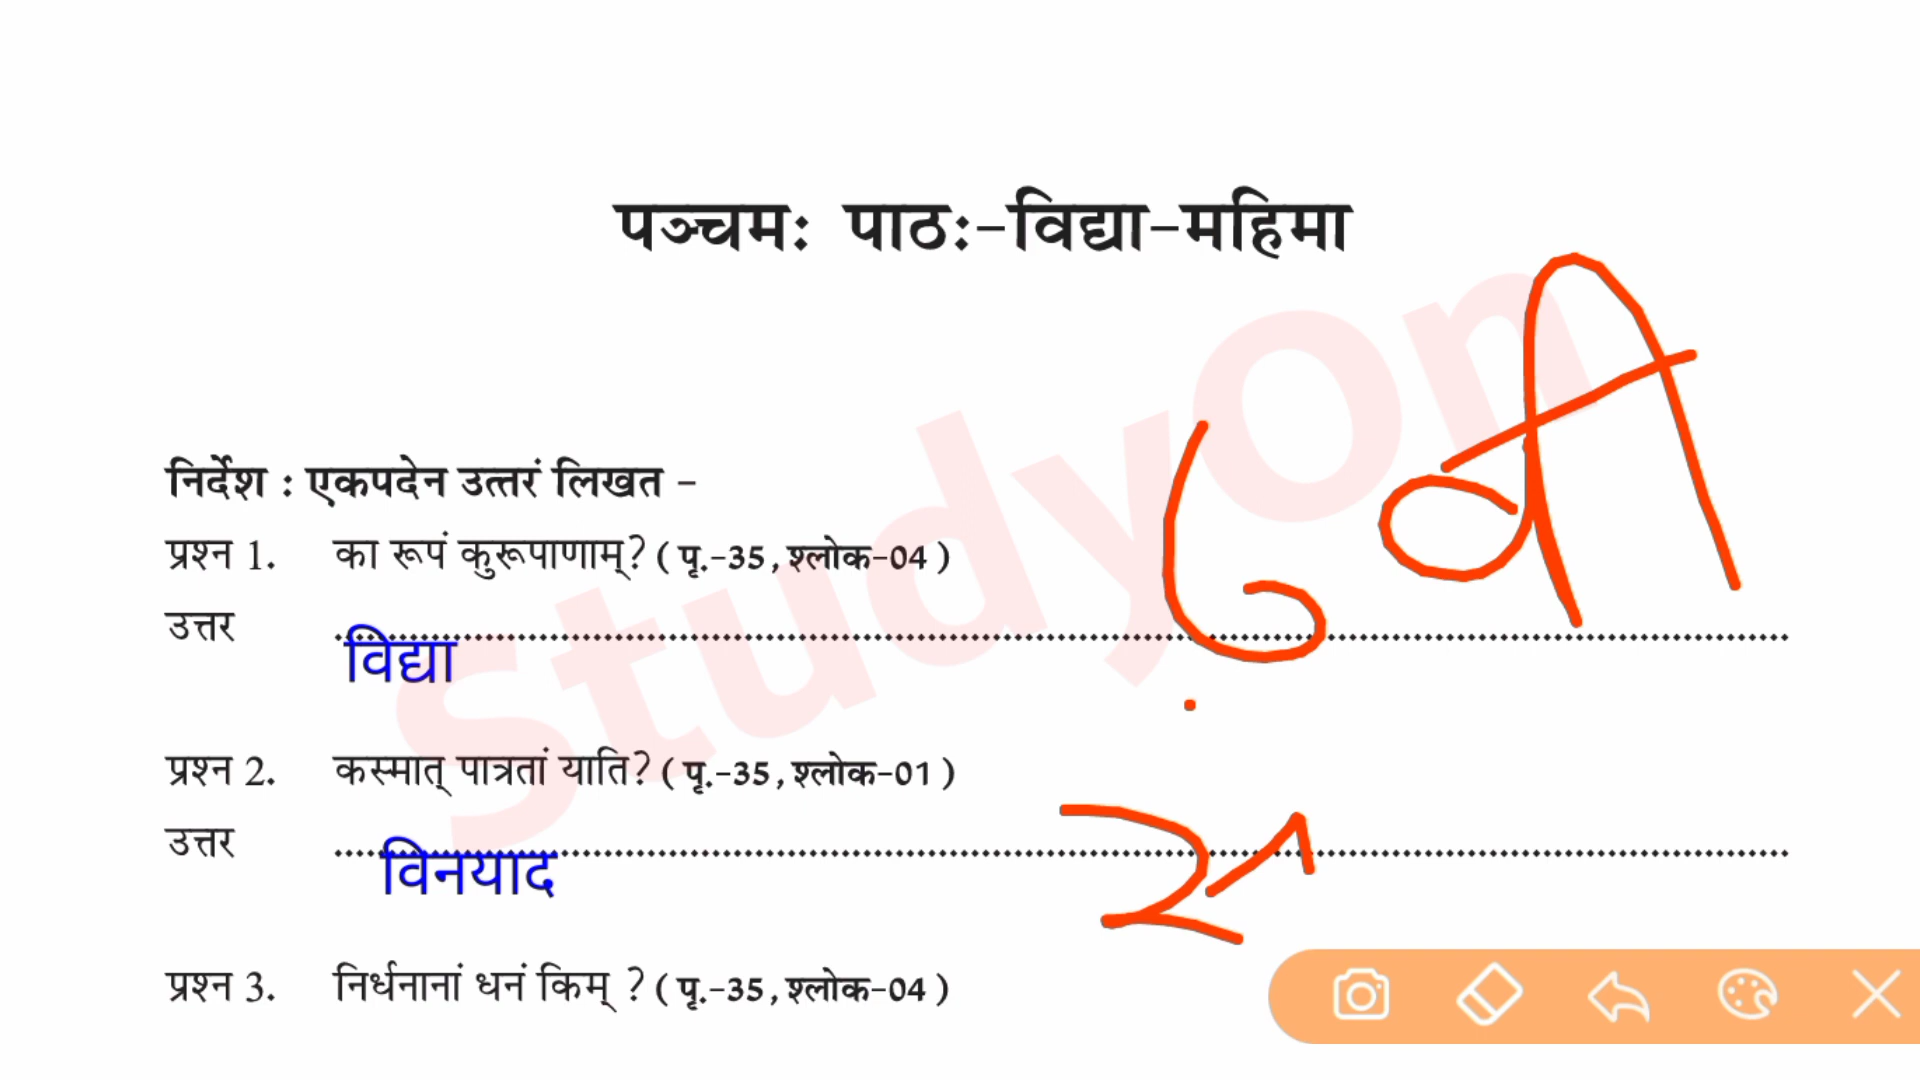 पञ्चमः पाठः-विद्या-महिमा
निर्देश : एकपदेन उत्तरं लिखत -
प्रश्न 1. का रूपं कुरूपाणाम्? ( पृ.-35, श्लोक-04 )
उत्तर विद्या
प्रश्न 2. कस्मात् पात्रतां याति? ( पृ.-35, श्लोक-01 )
उत्तर विनयाद
प्रश्न 3. निर्धनानां धनं किम् ? ( पृ.-35, श्लोक-04 )
StudyOn